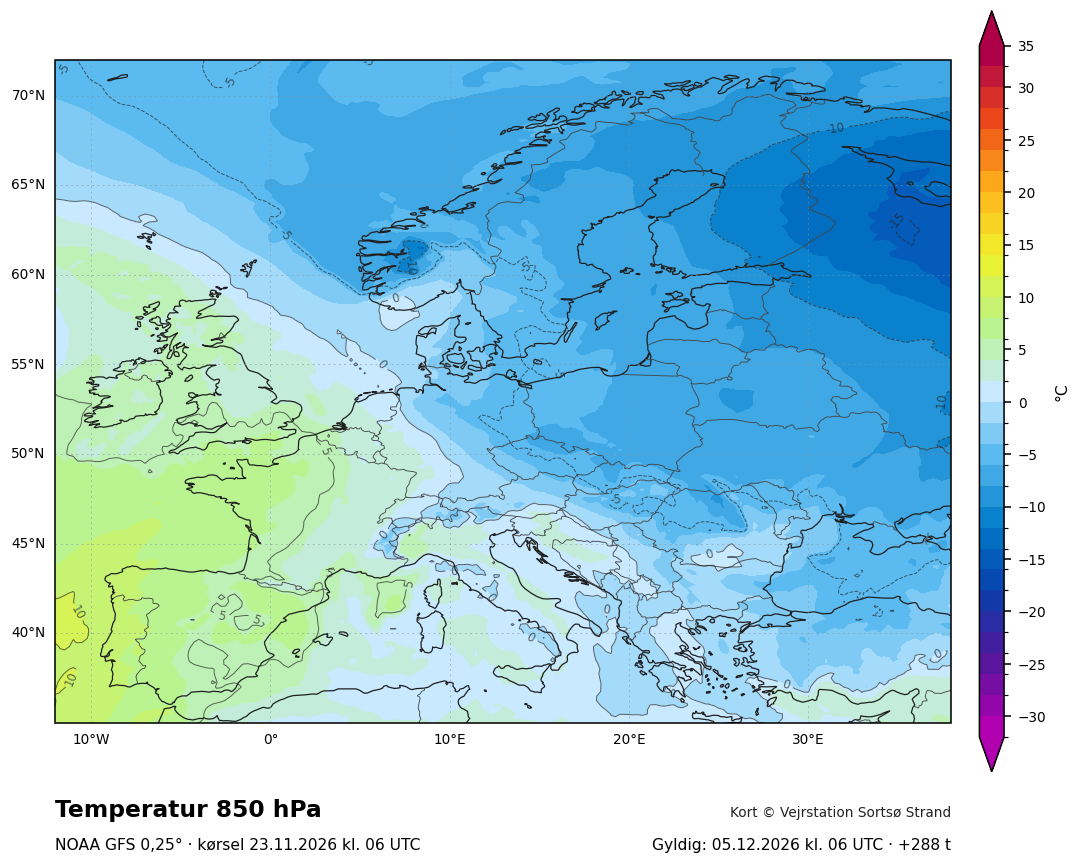 70°N
65°N
60°N
55°N
50°N
45°N
40°N
10°W 0° 10°E 20°E 30°E
35
30
25
20
15
10
5
0
−5
−10
−15
−20
−25
−30
°C
Temperatur 850 hPa
Kort © Vejrstation Sortsø Strand
NOAA GFS 0,25° · kørsel 23.11.2026 kl. 06 UTC
Gyldig: 05.12.2026 kl. 06 UTC · +288 t